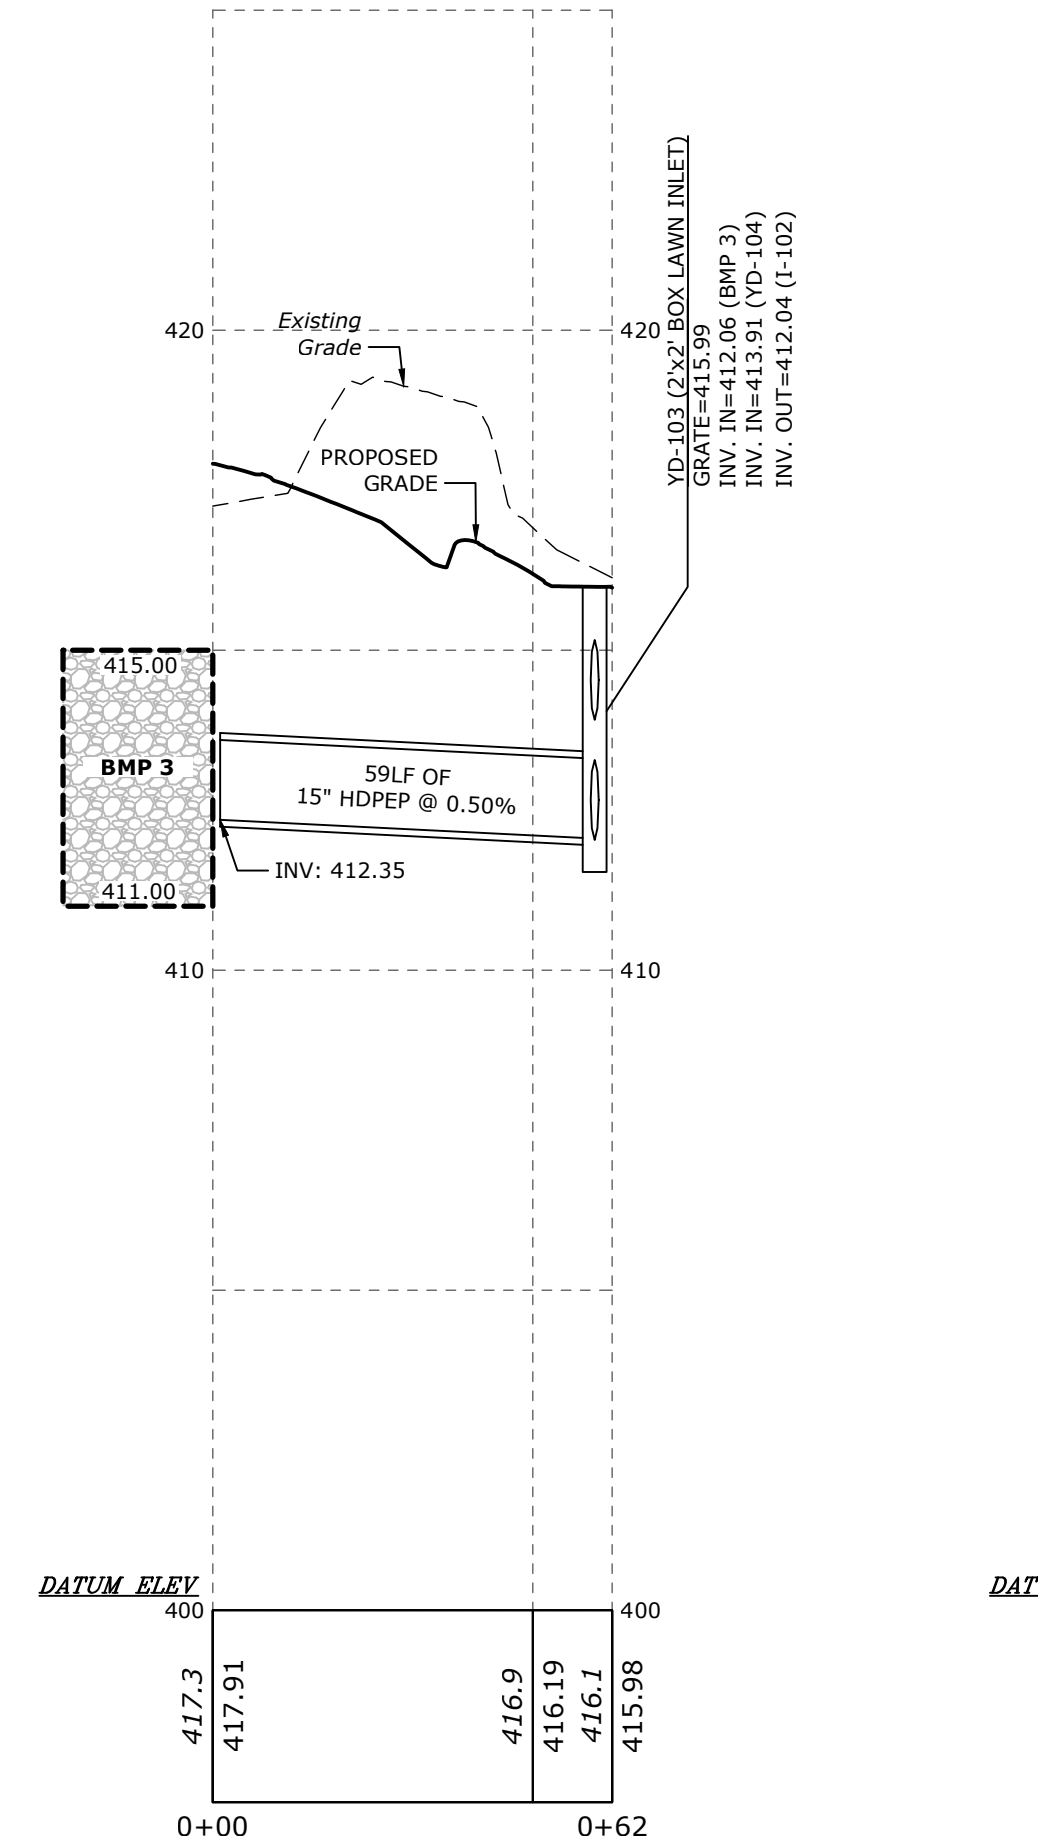 420
420
Existing
Grade
PROPOSED
GRADE
YD-103 (2'x2' BOX LAWN INLET)
GRATE=415.99
INV. IN=412.06 (BMP 3)
INV. IN=413.91 (YD-104)
INV. OUT=412.04 (I-102)
415.00
BMP 3
411.00
59LF OF
15" HDPEP @ 0.50%
INV: 412.35
410
410
DATUM ELEV
DAT
400
400
417.3
417.91
416.9
416.19
416.1
415.98
0+00
0+62